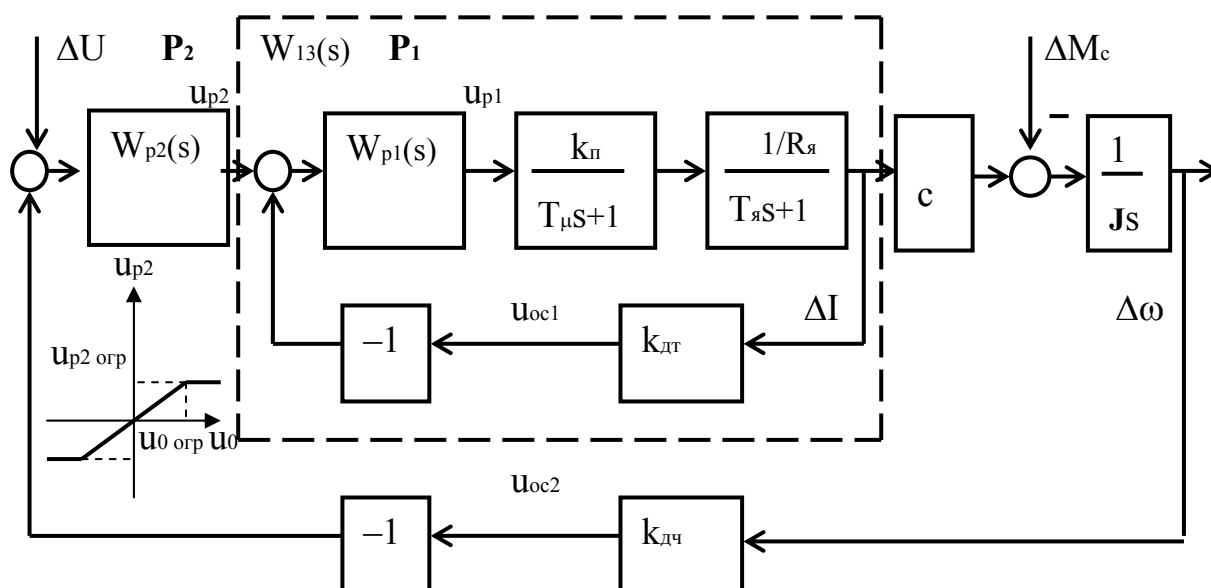 ΔU
P₂
W₁₃(s)
P₁
ΔMс
uр2
uр1
Wр2(s)
Wр1(s)
kп
Tμs+1
1/Rя
Tяs+1
c
−
1
Js
uр2
uр2 огр
u0 огр
u0
−1
uос1
kдт
ΔI
Δω
−1
uос2
kдч